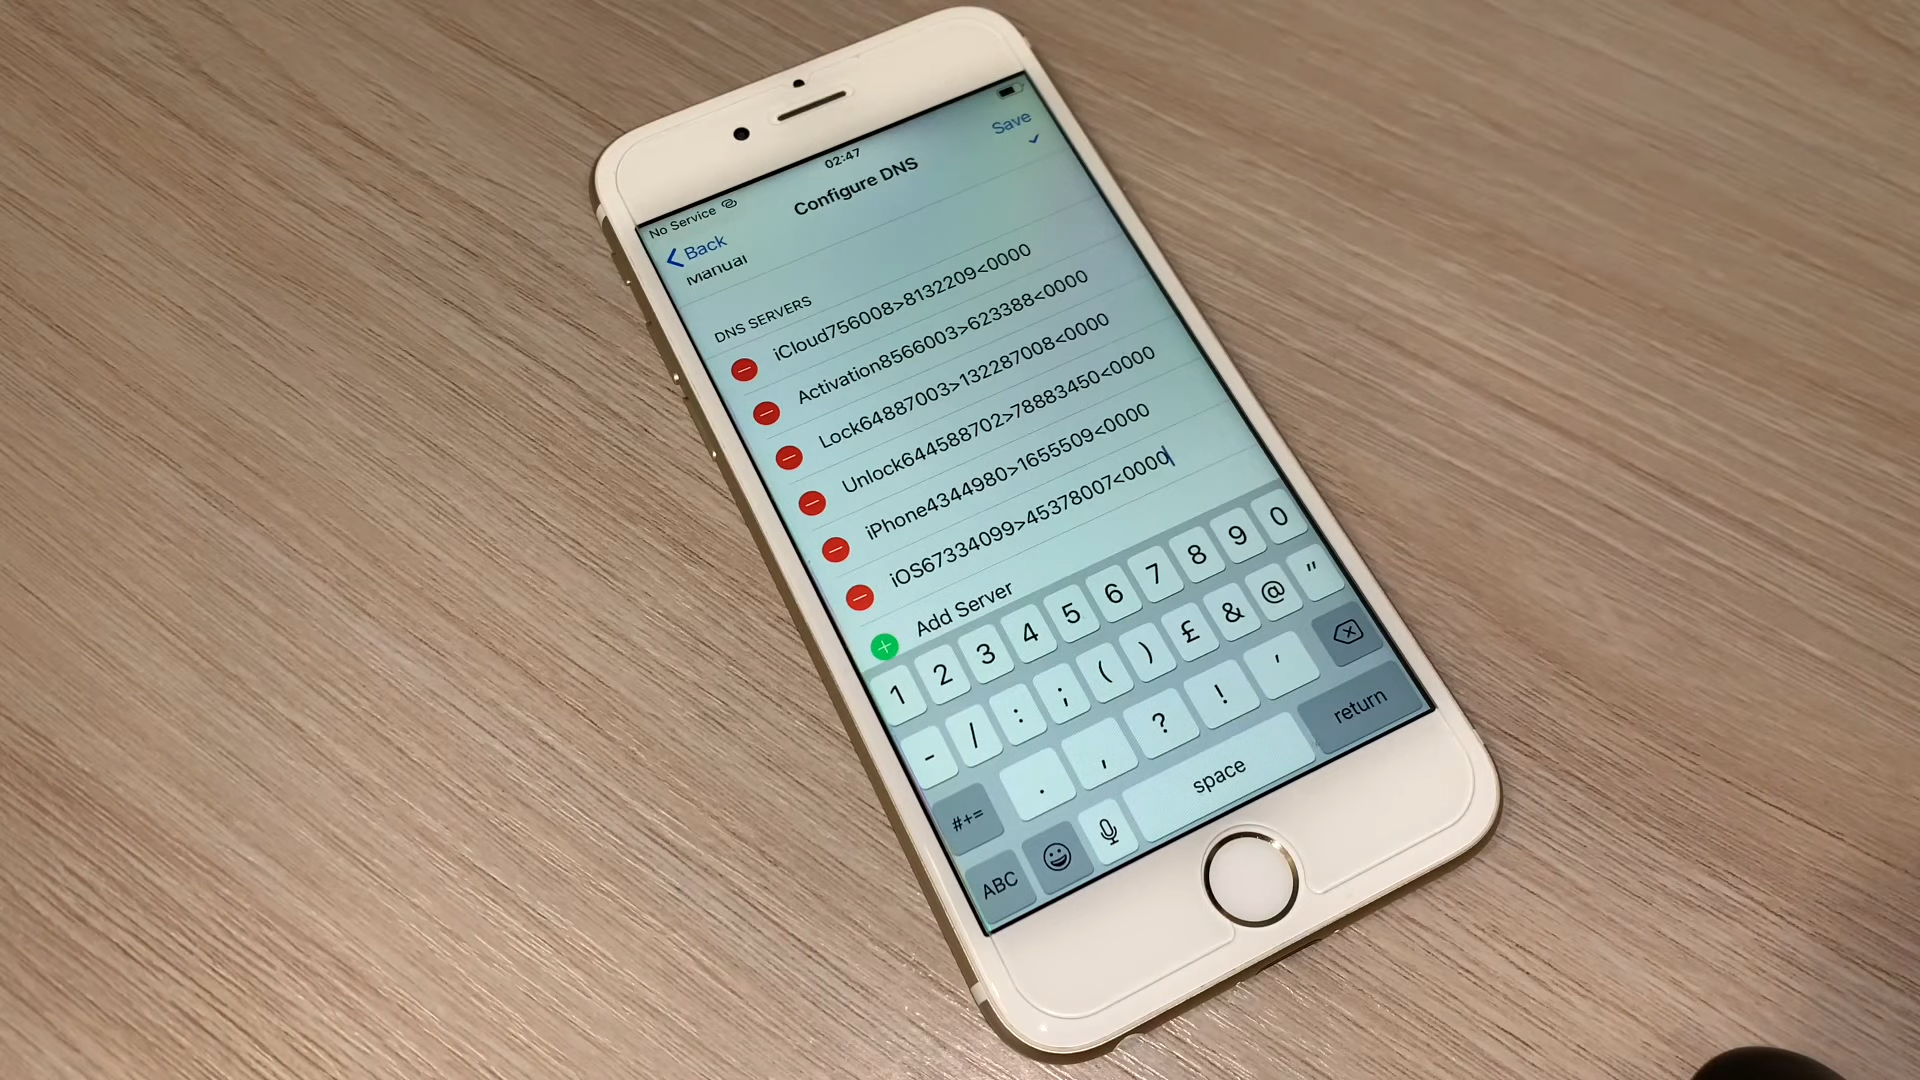 No Service 02:47
Back Configure DNS Save
Manual
DNS SERVERS
iCloud756008>8132209<0000
Activation8566003>623388<0000
Lock64887003>132287008<0000
Unlock644588702>78883450<0000
iPhone4344980>1655509<0000
iOS67334099>45378007<0000
Add Server
1 2 3 4 5 6 7 8 9 0
- / : ; ( ) £ & @ "
#+= . , ? ! '
ABC space return